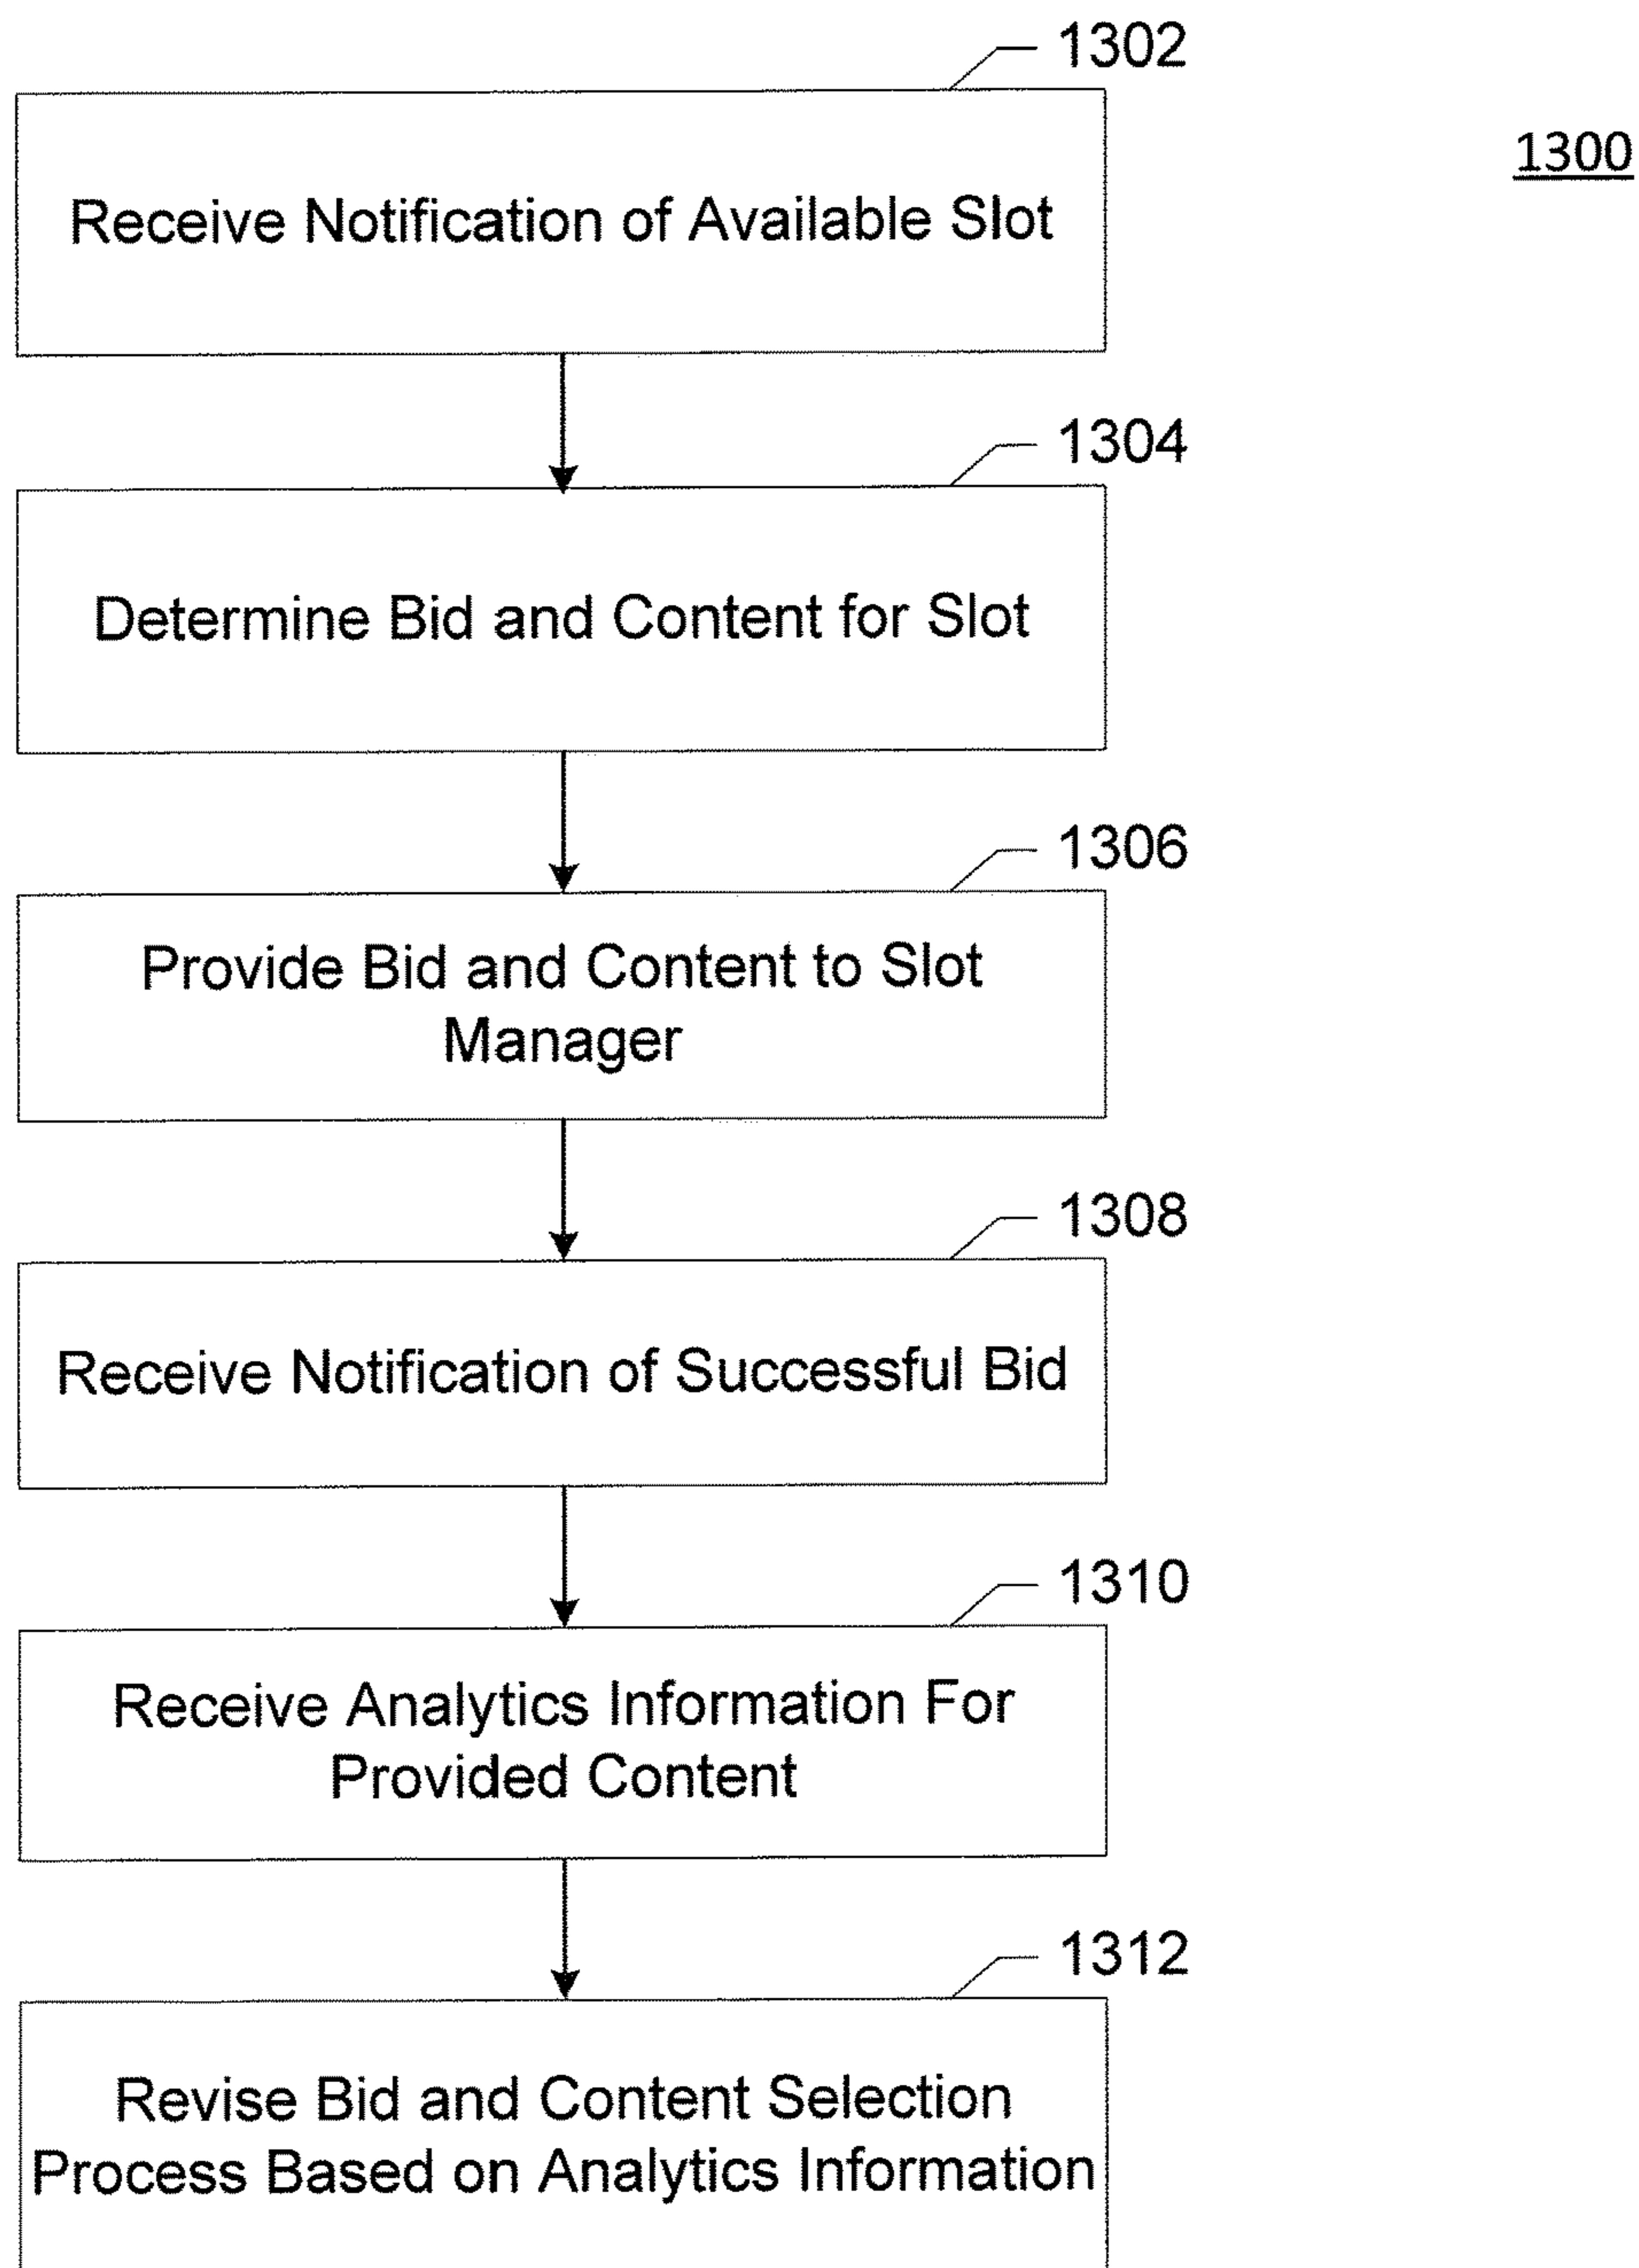 1302
1300
Receive Notification of Available Slot
1304
Determine Bid and Content for Slot
1306
Provide Bid and Content to Slot
Manager
1308
Receive Notification of Successful Bid
1310
Receive Analytics Information For
Provided Content
1312
Revise Bid and Content Selection
Process Based on Analytics Information